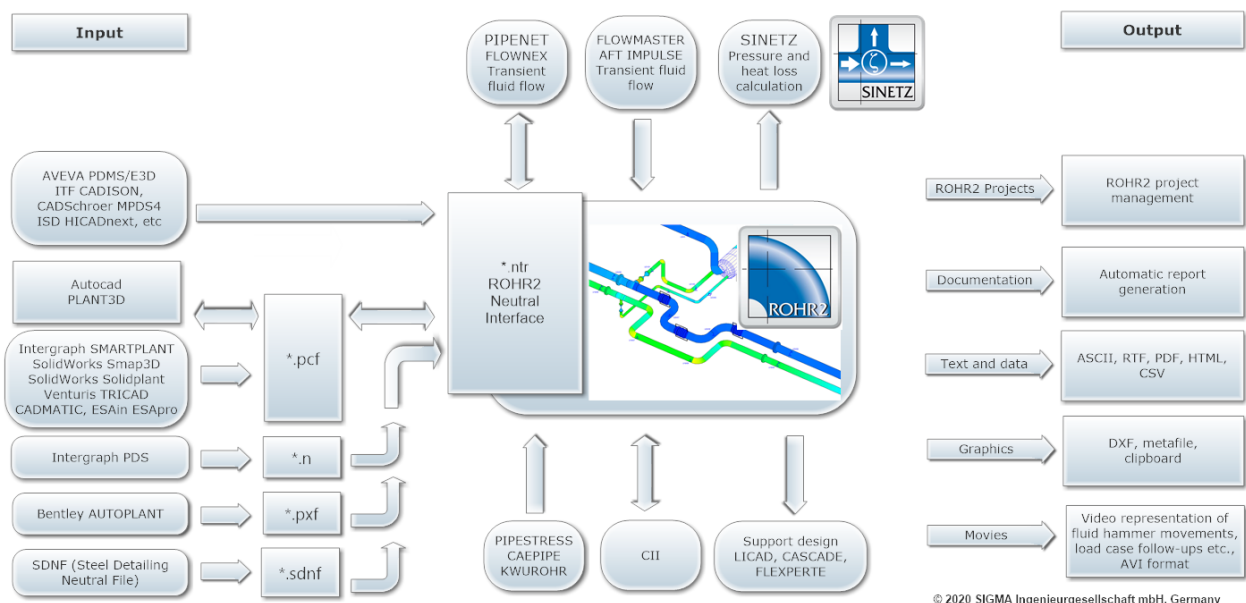 Input
PIPENET
FLOWNEX
Transient
fluid flow
FLOWMASTER
AFT IMPULSE
Transient fluid
flow
SINETZ
Pressure and
heat loss
calculation
ζ
SINETZ
Output
AVEVA PDMS/E3D
ITF CADISON,
CADSchroer MPDS4
ISD HICADnext, etc
Autocad
PLANT3D
Intergraph SMARTPLANT
SolidWorks Smap3D
SolidWorks Solidplant
Venturis TRICAD
CADMATIC, ESAin ESApro
*.pcf
Intergraph PDS
*.n
Bentley AUTOPLANT
*.pxf
SDNF (Steel Detailing
Neutral File)
*.sdnf
*.ntr
ROHR2
Neutral
Interface
ROHR2
PIPESTRESS
CAEPIPE
KWUROHR
CII
Support design
LICAD, CASCADE,
FLEXPERTE
ROHR2 Projects
ROHR2 project
management
Documentation
Automatic report
generation
Text and data
ASCII, RTF, PDF, HTML,
CSV
Graphics
DXF, metafile,
clipboard
Movies
Video representation of
fluid hammer movements,
load case follow-ups etc.,
AVI format
© 2020 SIGMA Ingenieurgesellschaft mbH, Germany